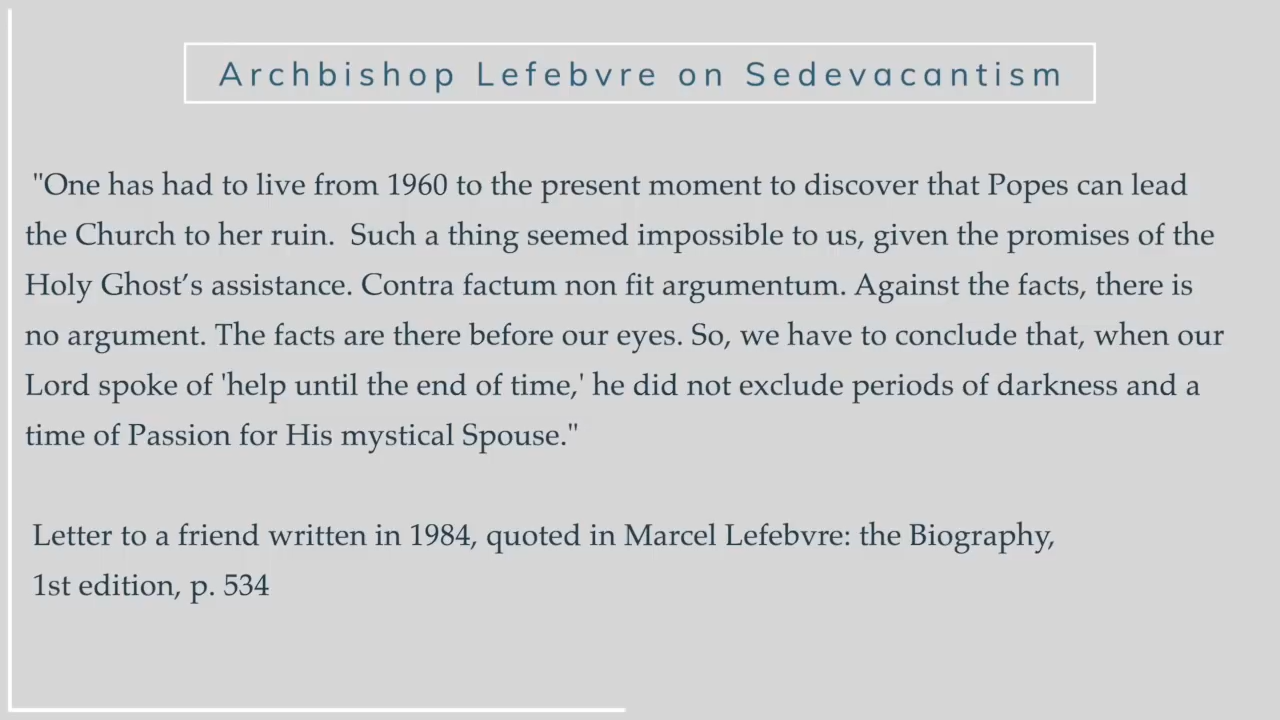 Archbishop Lefebvre on Sedevacantism
"One has had to live from 1960 to the present moment to discover that Popes can lead
the Church to her ruin.  Such a thing seemed impossible to us, given the promises of the
Holy Ghost’s assistance. Contra factum non fit argumentum. Against the facts, there is
no argument. The facts are there before our eyes. So, we have to conclude that, when our
Lord spoke of 'help until the end of time,' he did not exclude periods of darkness and a
time of Passion for His mystical Spouse."
Letter to a friend written in 1984, quoted in Marcel Lefebvre: the Biography,
1st edition, p. 534